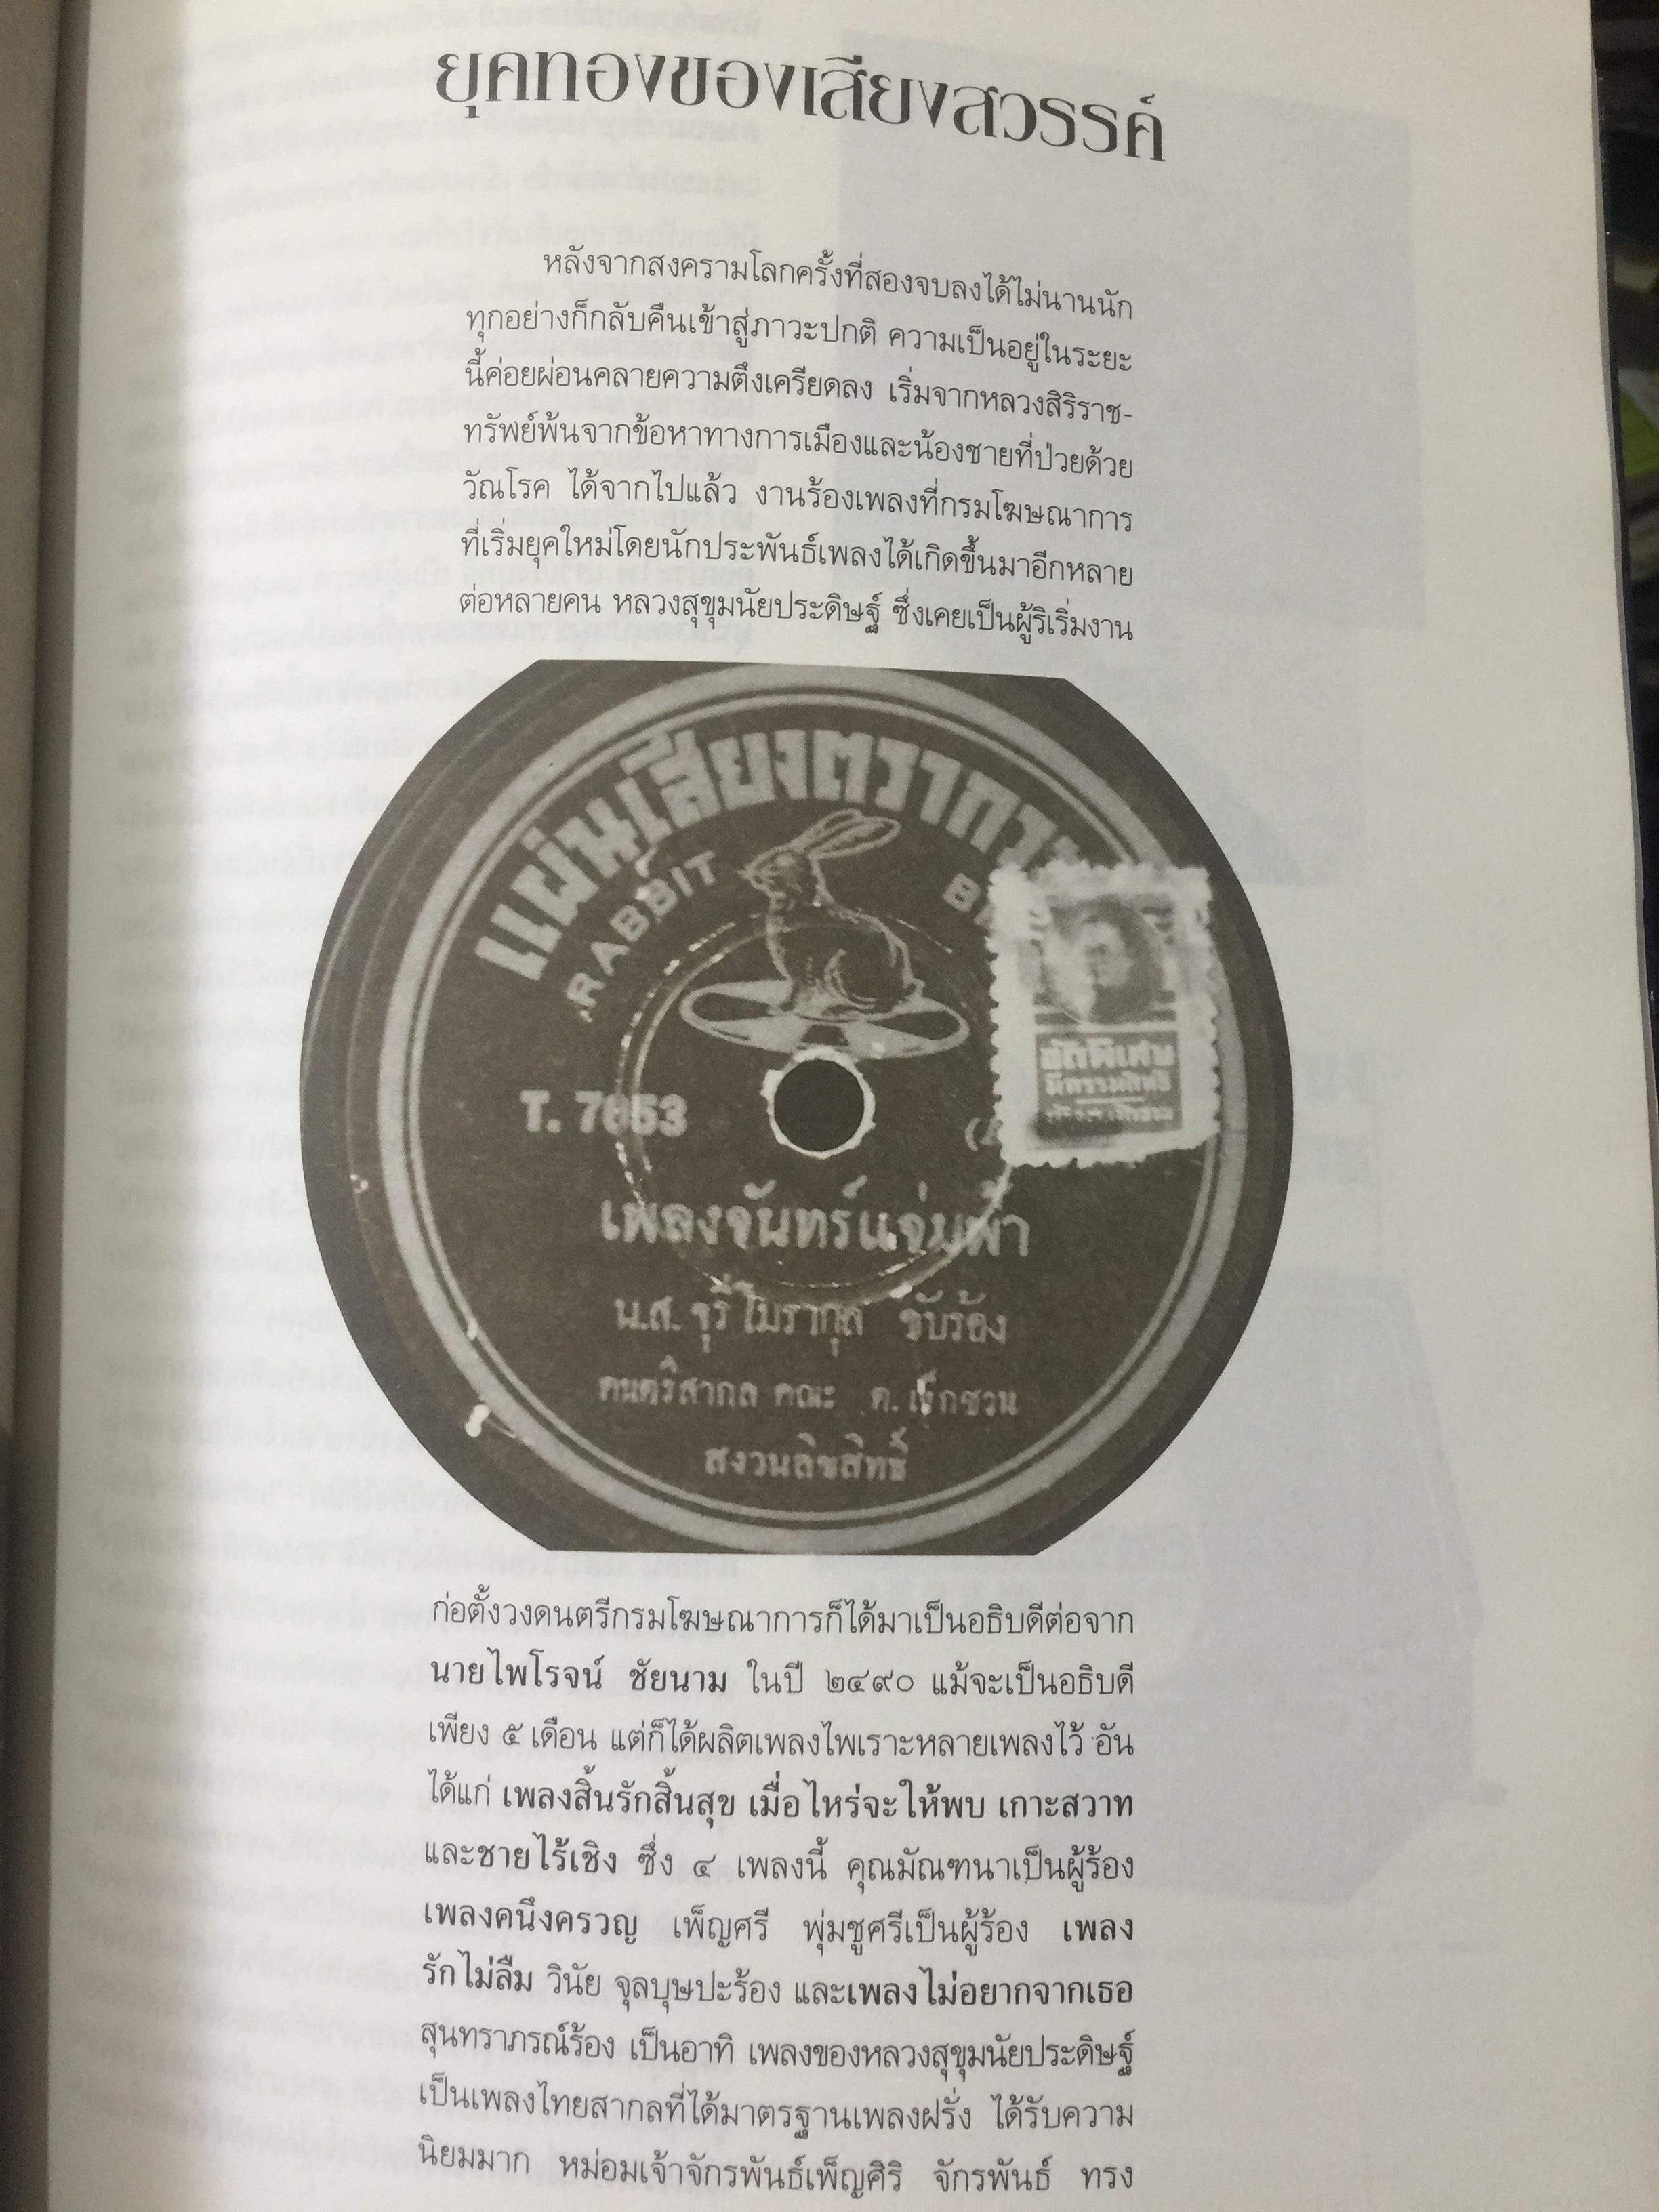 ยุคทองของเสียงสวรรค์
หลังจากสงครามโลกครั้งที่สองจบลงได้ไม่นานนัก
ทุกอย่างก็กลับคืนเข้าสู่ภาวะปกติ ความเป็นอยู่ในระยะ
นี้ค่อยผ่อนคลายความตึงเครียดลง เริ่มจากหลวงสิริราช-
ทรัพย์พ้นจากข้อหาทางการเมืองและน้องชายที่ป่วยด้วย
วัณโรค ได้จากไปแล้ว งานร้องเพลงที่กรมโฆษณาการ
ที่เริ่มยุคใหม่โดยนักประพันธ์เพลงได้เกิดขึ้นมาอีกหลาย
ต่อหลายคน หลวงสุขุมนัยประดิษฐ์ ซึ่งเคยเป็นผู้ริเริ่มงาน
แผ่นเสียงตรากระ
RABBIT
T. 7653
เพลงจันทร์แจ่มฟ้า
น.ส. จุรี โมรากุล ขับร้อง
ดนตรีสากล คณะ ต. เง็กชวน
สงวนลิขสิทธิ์
ก่อตั้งวงดนตรีกรมโฆษณาการก็ได้มาเป็นอธิบดีต่อจาก
นายไพโรจน์ ชัยนาม ในปี ๒๔๙๐ แม้จะเป็นอธิบดี
เพียง ๕ เดือน แต่ก็ได้ผลิตเพลงไพเราะหลายเพลงไว้ อัน
ได้แก่ เพลงสิ้นรักสิ้นสุข เมื่อไหร่จะให้พบ เกาะสวาท
และชายไร้เชิง ซึ่ง ๔ เพลงนี้ คุณมัณฑนาเป็นผู้ร้อง
เพลงคนึงครวญ เพ็ญศรี พุ่มชูศรีเป็นผู้ร้อง เพลง
รักไม่ลืม วินัย จุลบุษปะร้อง และเพลงไม่อยากจากเธอ
สุนทราภรณ์ร้อง เป็นอาทิ เพลงของหลวงสุขุมนัยประดิษฐ์
เป็นเพลงไทยสากลที่ได้มาตรฐานเพลงฝรั่ง ได้รับความ
นิยมมาก หม่อมเจ้าจักรพันธ์เพ็ญศิริ จักรพันธ์ ทรง